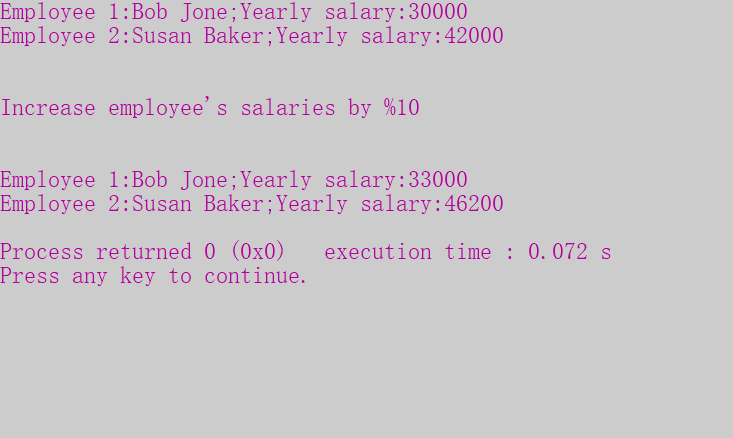 Employee 1:Bob Jone;Yearly salary:30000
Employee 2:Susan Baker;Yearly salary:42000
Increase employee's salaries by %10
Employee 1:Bob Jone;Yearly salary:33000
Employee 2:Susan Baker;Yearly salary:46200
Process returned 0 (0x0)   execution time : 0.072 s
Press any key to continue.